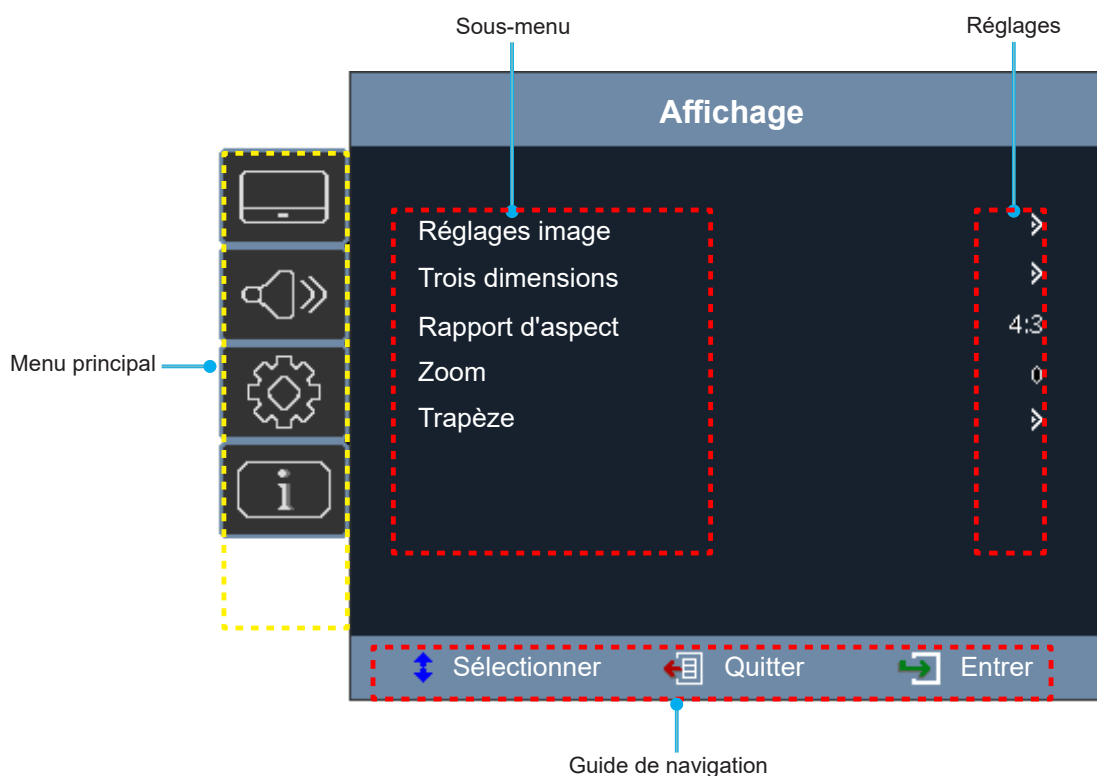 Sous-menu
Réglages
Affichage
Réglages image
Trois dimensions
Rapport d'aspect 4:3
Zoom 0
Trapèze
Menu principal
i
Sélectionner Quitter Entrer
Guide de navigation